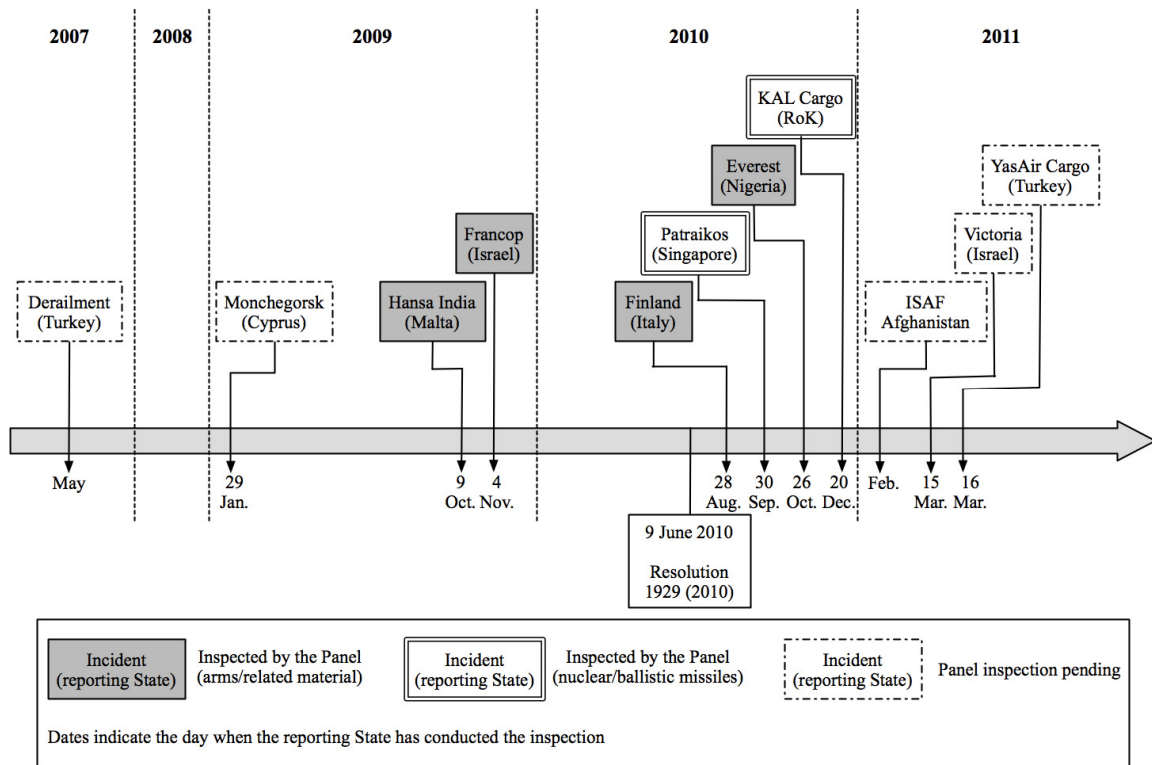 2007
2008
2009
2010
2011
KAL Cargo
(RoK)
Everest
(Nigeria)
YasAir Cargo
(Turkey)
Francop
(Israel)
Patraikos
(Singapore)
Victoria
(Israel)
Derailment
(Turkey)
Monchegorsk
(Cyprus)
Hansa India
(Malta)
Finland
(Italy)
ISAF
Afghanistan
May
29
Jan.
9
Oct.
4
Nov.
28
Aug.
30
Sep.
26
Oct.
20
Dec.
Feb.
15
Mar.
16
Mar.
9 June 2010
Resolution
1929 (2010)
Incident
(reporting State)
Inspected by the Panel
(arms/related material)
Incident
(reporting State)
Inspected by the Panel
(nuclear/ballistic missiles)
Incident
(reporting State)
Panel inspection pending
Dates indicate the day when the reporting State has conducted the inspection